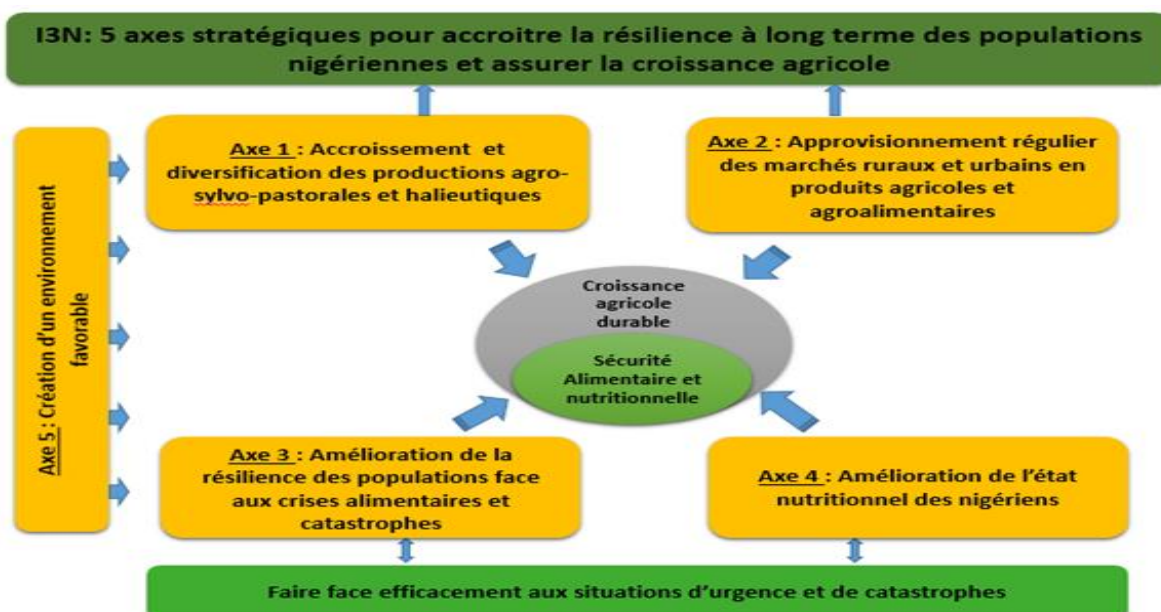 I3N: 5 axes stratégiques pour accroitre la résilience à long terme des populations
nigériennes et assurer la croissance agricole
Axe 1 : Accroissement et
diversification des productions agro-
sylvo-pastorales et halieutiques
Axe 2 : Approvisionnement régulier
des marchés ruraux et urbains en
produits agricoles et
agroalimentaires
Axe 5 : Création d'un environnement
favorable
Croissance
agricole
durable
Sécurité
Alimentaire et
nutritionnelle
Axe 3 : Amélioration de la
résilience des populations face
aux crises alimentaires et
catastrophes
Axe 4 : Amélioration de l'état
nutritionnel des nigériens
Faire face efficacement aux situations d'urgence et de catastrophes